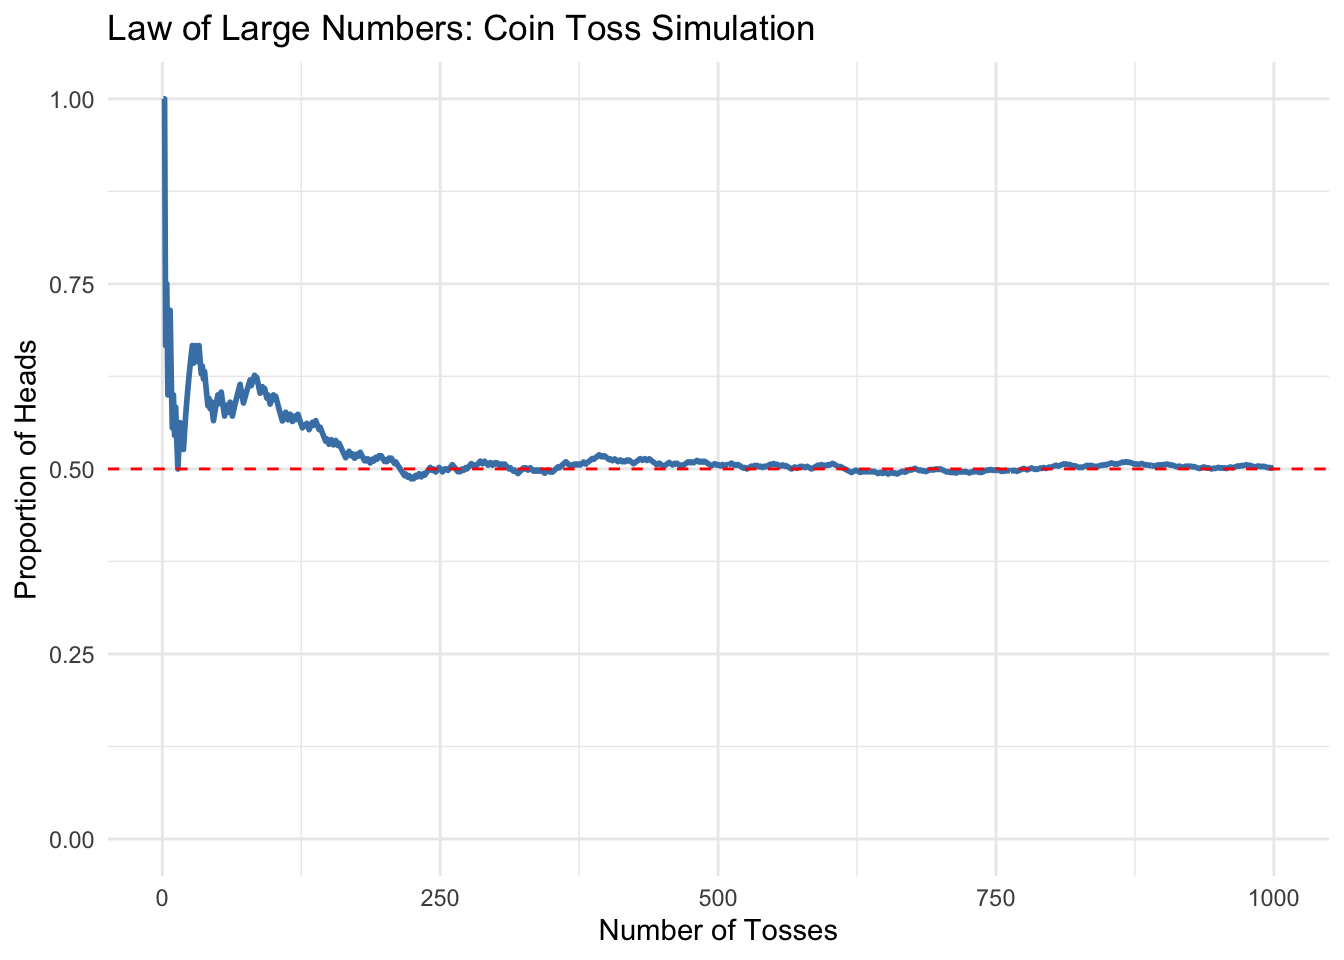 Law of Large Numbers: Coin Toss Simulation
Proportion of Heads
1.00
0.75
0.50
0.25
0.00
0 250 500 750 1000
Number of Tosses